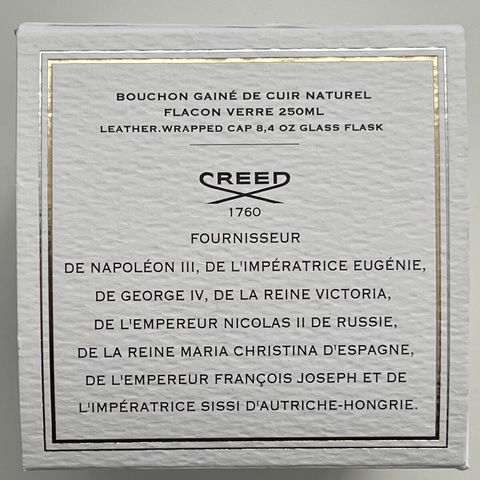 BOUCHON GAINÉ DE CUIR NATUREL
FLACON VERRE 250ML
LEATHER.WRAPPED CAP 8,4 OZ GLASS FLASK
CREED
1760
FOURNISSEUR
DE NAPOLÉON III, DE L'IMPÉRATRICE EUGÉNIE,
DE GEORGE IV, DE LA REINE VICTORIA,
DE L'EMPEREUR NICOLAS II DE RUSSIE,
DE LA REINE MARIA CHRISTINA D'ESPAGNE,
DE L'EMPEREUR FRANÇOIS JOSEPH ET DE
L'IMPÉRATRICE SISSI D'AUTRICHE-HONGRIE.